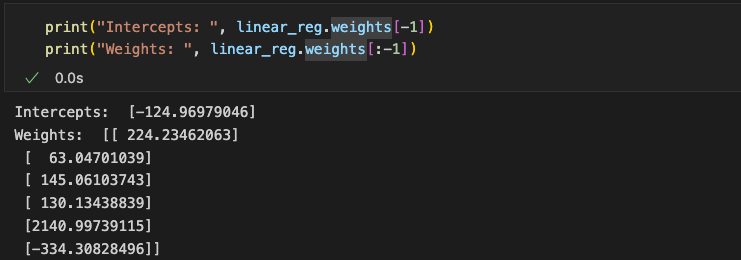 print("Intercepts: ", linear_reg.weights[-1])
print("Weights: ", linear_reg.weights[:-1])
✓ 0.0s
Intercepts:  [-124.96979046]
Weights:  [[ 224.23462063]
 [  63.04701039]
 [ 145.06103743]
 [ 130.13438839]
 [2140.99739115]
 [-334.30828496]]